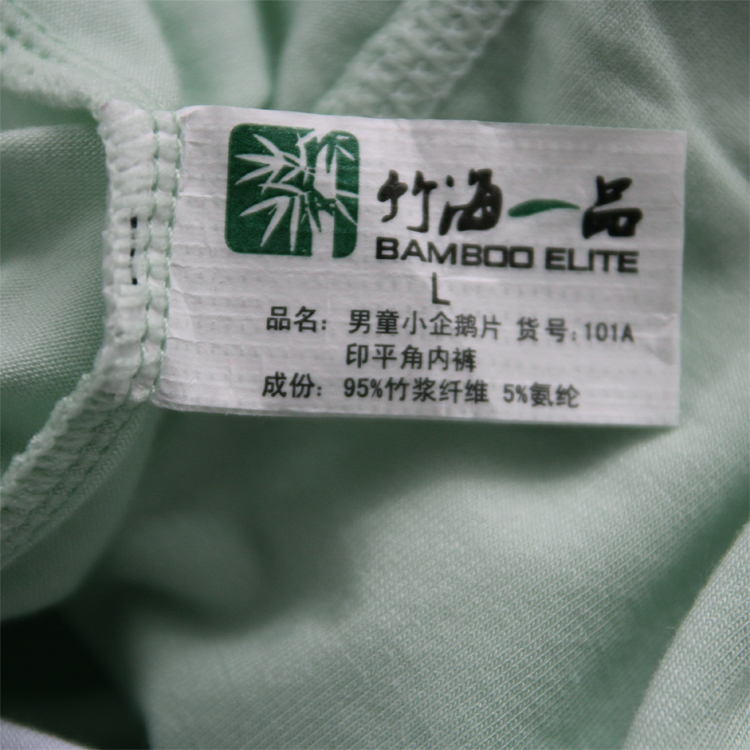 竹海一品
BAMBOO ELITE
L
品名：男童小企鹅片 货号：101A
印平角内裤
成份：95%竹浆纤维 5%氨纶